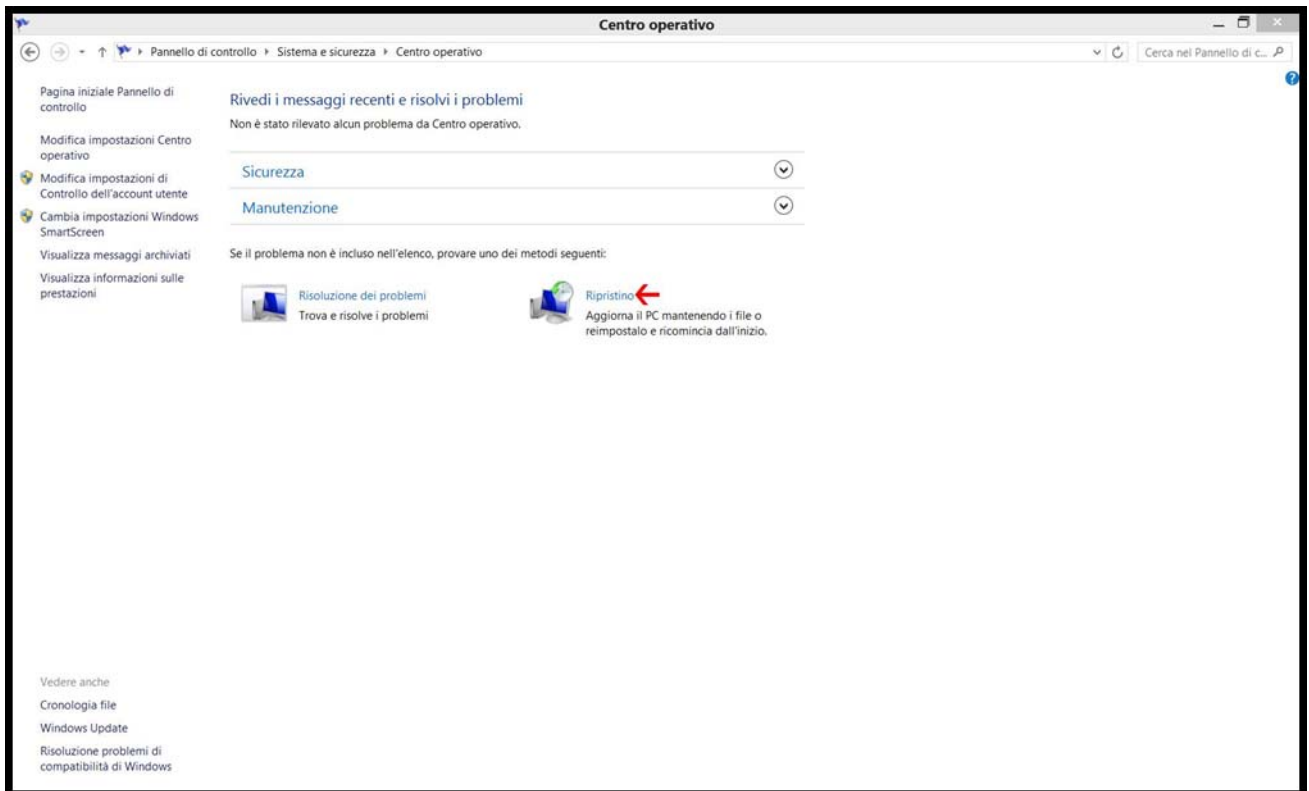 Centro operativo
Pannello di controllo Sistema e sicurezza Centro operativo
Cerca nel Pannello di c...
Pagina iniziale Pannello di
controllo
Modifica impostazioni Centro
operativo
Modifica impostazioni di
Controllo dell'account utente
Cambia impostazioni Windows
SmartScreen
Visualizza messaggi archiviati
Visualizza informazioni sulle
prestazioni
Rivedi i messaggi recenti e risolvi i problemi
Non è stato rilevato alcun problema da Centro operativo.
Sicurezza
Manutenzione
Se il problema non è incluso nell'elenco, provare uno dei metodi seguenti:
Risoluzione dei problemi
Trova e risolve i problemi
Ripristino
Aggiorna il PC mantenendo i file o
reimpostalo e ricomincia dall'inizio.
Vedere anche
Cronologia file
Windows Update
Risoluzione problemi di
compatibilità di Windows